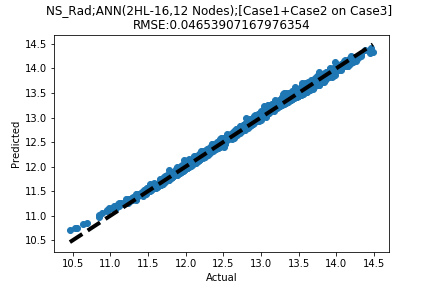 NS_Rad;ANN(2HL-16,12 Nodes);[Case1+Case2 on Case3]
RMSE:0.04653907167976354
14.5
14.0
13.5
13.0
12.5
12.0
11.5
11.0
10.5
Predicted
10.5 11.0 11.5 12.0 12.5 13.0 13.5 14.0 14.5
Actual